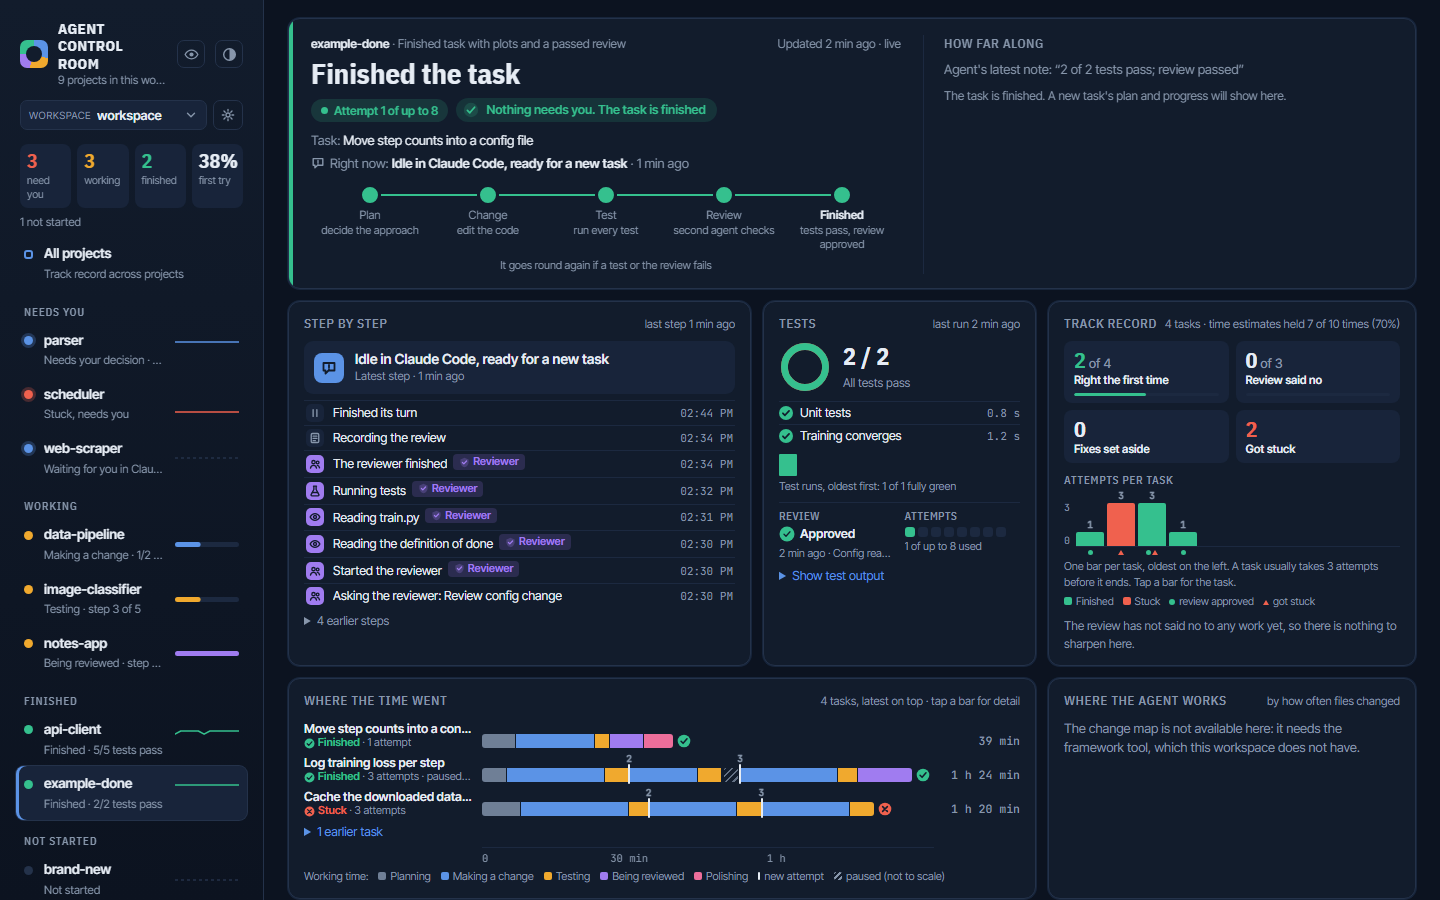 AGENT
CONTROL
ROOM
9 projects in this wo...
WORKSPACE workspace
3 need you
3 working
2 finished
38% first try
1 not started
All projects
Track record across projects
NEEDS YOU
parser
Needs your decision · ...
scheduler
Stuck, needs you
web-scraper
Waiting for you in Clau...
WORKING
data-pipeline
Making a change · 1/2 ...
image-classifier
Testing · step 3 of 5
notes-app
Being reviewed · step ...
FINISHED
api-client
Finished · 5/5 tests pass
example-done
Finished · 2/2 tests pass
NOT STARTED
brand-new
Not started
example-done · Finished task with plots and a passed review
Updated 2 min ago · live
Finished the task
Attempt 1 of up to 8
Nothing needs you. The task is finished
Task: Move step counts into a config file
Right now: Idle in Claude Code, ready for a new task · 1 min ago
Plan
decide the approach
Change
edit the code
Test
run every test
Review
second agent checks
Finished
tests pass, review
approved
It goes round again if a test or the review fails
HOW FAR ALONG
Agent's latest note: “2 of 2 tests pass; review passed”
The task is finished. A new task's plan and progress will show here.
STEP BY STEP
last step 1 min ago
Idle in Claude Code, ready for a new task
Latest step · 1 min ago
Finished its turn 02:44 PM
Recording the review 02:34 PM
The reviewer finished Reviewer 02:34 PM
Running tests Reviewer 02:32 PM
Reading train.py Reviewer 02:31 PM
Reading the definition of done Reviewer 02:30 PM
Started the reviewer Reviewer 02:30 PM
Asking the reviewer: Review config change 02:30 PM
4 earlier steps
TESTS
last run 2 min ago
2 / 2
All tests pass
Unit tests 0.8 s
Training converges 1.2 s
Test runs, oldest first: 1 of 1 fully green
REVIEW
Approved
2 min ago · Config rea...
ATTEMPTS
1 of up to 8 used
Show test output
TRACK RECORD
4 tasks · time estimates held 7 of 10 times (70%)
2 of 4
Right the first time
0 of 3
Review said no
0
Fixes set aside
2
Got stuck
ATTEMPTS PER TASK
3
0
1
3
3
1
One bar per task, oldest on the left. A task usually takes 3 attempts
before it ends. Tap a bar for the task.
Finished Stuck review approved got stuck
The review has not said no to any work yet, so there is nothing to
sharpen here.
WHERE THE TIME WENT
4 tasks, latest on top · tap a bar for detail
Move step counts into a con...
Finished · 1 attempt
39 min
Log training loss per step
Finished · 3 attempts · paused...
2
3
1 h 24 min
Cache the downloaded data...
Stuck · 3 attempts
2
3
1 h 20 min
1 earlier task
0 30 min 1 h
Working time: Planning Making a change Testing Being reviewed Polishing new attempt paused (not to scale)
WHERE THE AGENT WORKS
by how often files changed
The change map is not available here: it needs the
framework tool, which this workspace does not have.